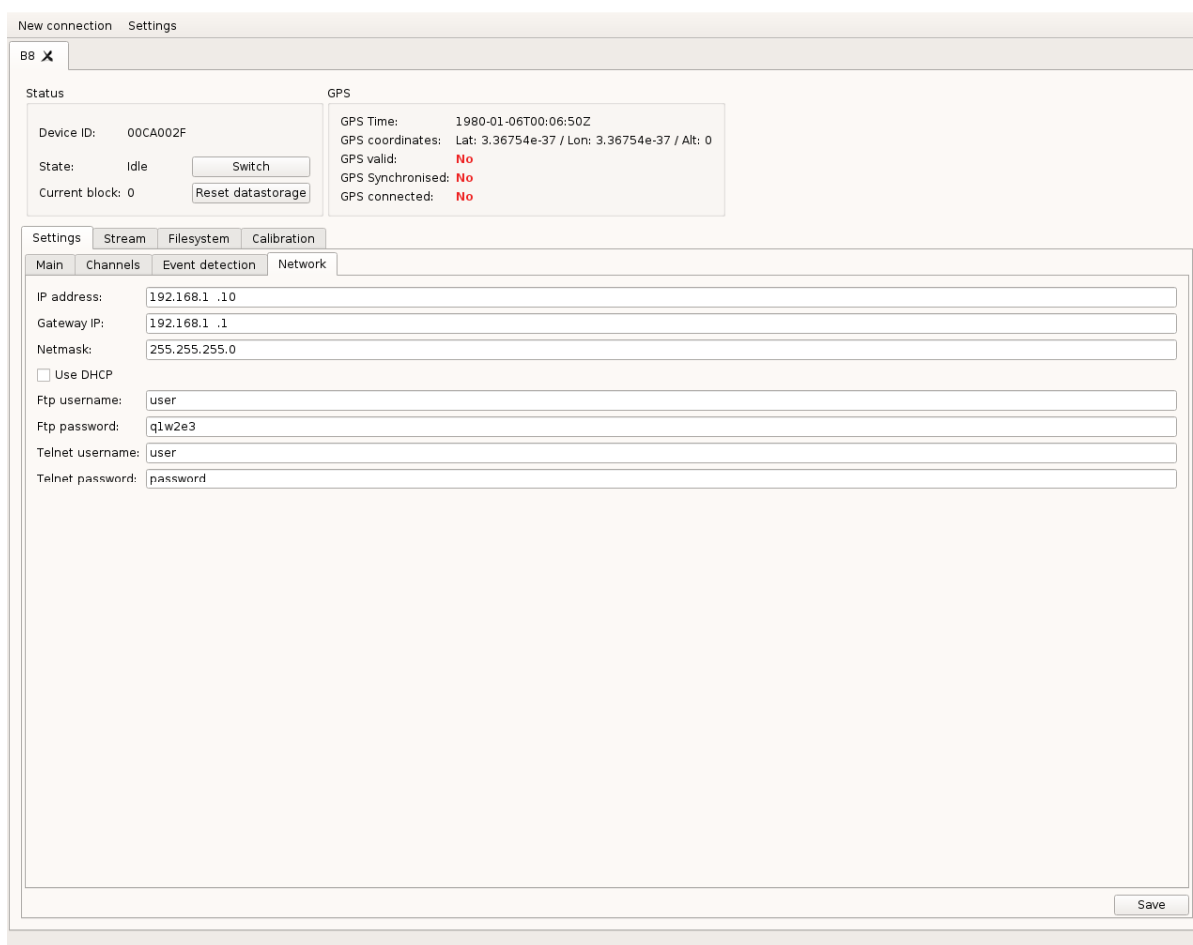 New connection Settings
B8
Status
Device ID: 00CA002F
State: Idle Switch
Current block: 0 Reset datastorage
GPS
GPS Time: 1980-01-06T00:06:50Z
GPS coordinates: Lat: 3.36754e-37 / Lon: 3.36754e-37 / Alt: 0
GPS valid: No
GPS Synchronised: No
GPS connected: No
Settings Stream Filesystem Calibration
Main Channels Event detection Network
IP address: 192.168.1 .10
Gateway IP: 192.168.1 .1
Netmask: 255.255.255.0
Use DHCP
Ftp username: user
Ftp password: q1w2e3
Telnet username: user
Telnet password: password
Save